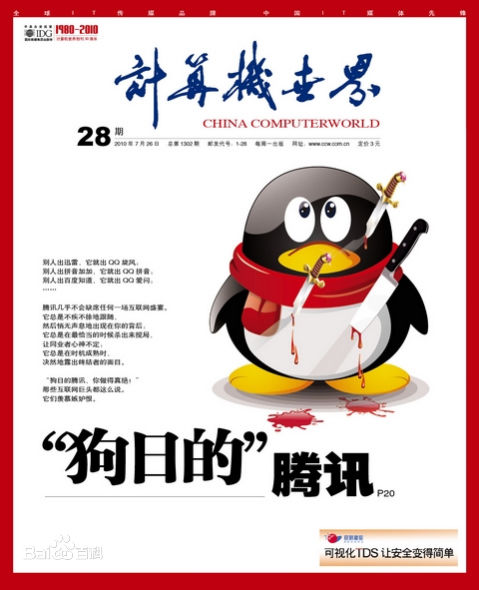 全球IT传媒品牌 中国IT媒体先锋
IDG
1980-2010
計算機世界
CHINA COMPUTERWORLD
28期
2010年7月26日 总第1302期 邮发代号：1-28 每周一出版 网址：www.ccw.com.cn 定价3元
别人出迅雷，它就出QQ旋风，
别人出拼音加加，它就出QQ拼音，
别人出百度知道，它就出QQ爱问，
……
腾讯几乎不会缺席任何一场互联网盛宴。
它总是不疾不徐地跟随，
然后悄无声息地出现在你的背后；
它总是在最恰当的时候杀出来搅局，
让同业者心神不定；
它总是在时机成熟时，
决然地露出终结者的面目。
“狗日的腾讯，你做得真绝！”
那些互联网巨头都这么说。
它们羡慕嫉妒恨。
“狗日的”
腾讯 P20
可视化TDS 让安全变得简单
Baidu百科